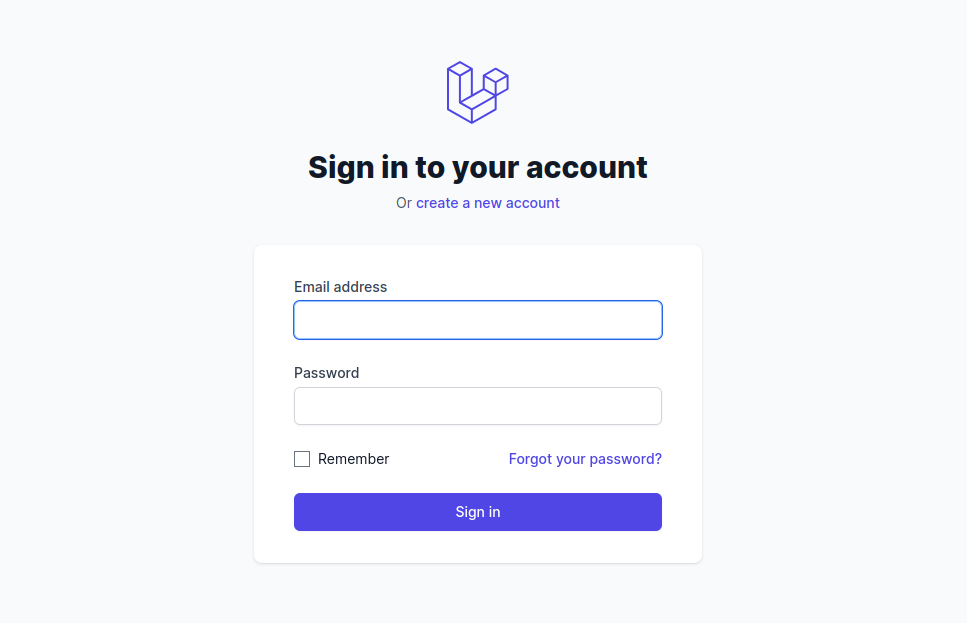 Sign in to your account
Or create a new account
Email address
Password
Remember Forgot your password?
Sign in